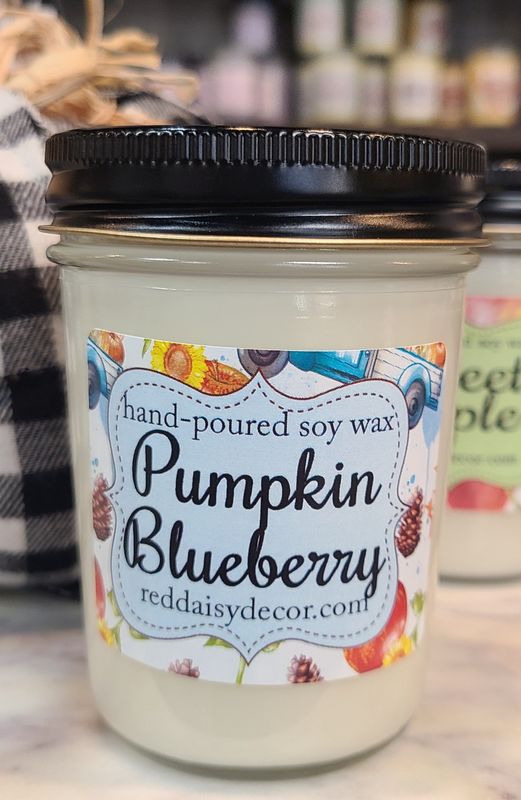 hand-poured soy wax
Pumpkin
Blueberry
reddaisydecor.com